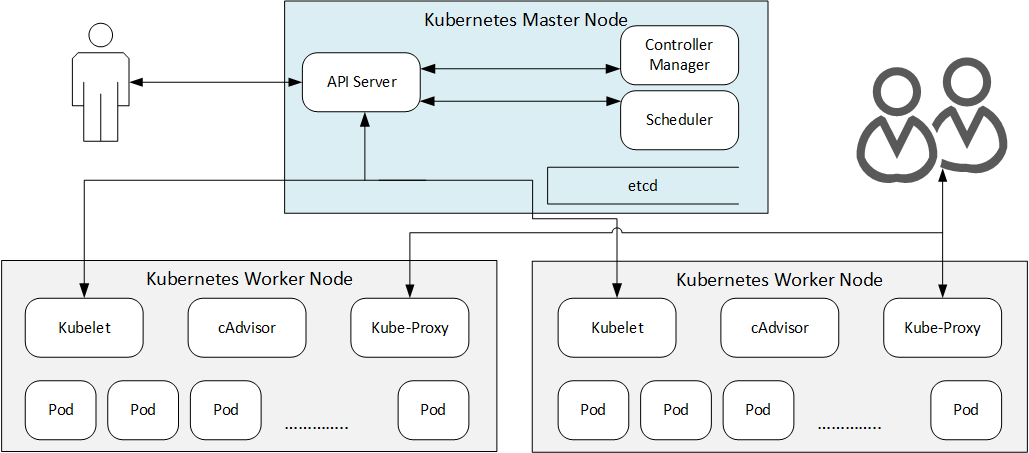 Kubernetes Master Node
API Server
Controller
Manager
Scheduler
etcd
Kubernetes Worker Node
Kubelet
cAdvisor
Kube-Proxy
Pod
Pod
Pod
..............
Pod
Kubernetes Worker Node
Kubelet
cAdvisor
Kube-Proxy
Pod
Pod
Pod
..............
Pod